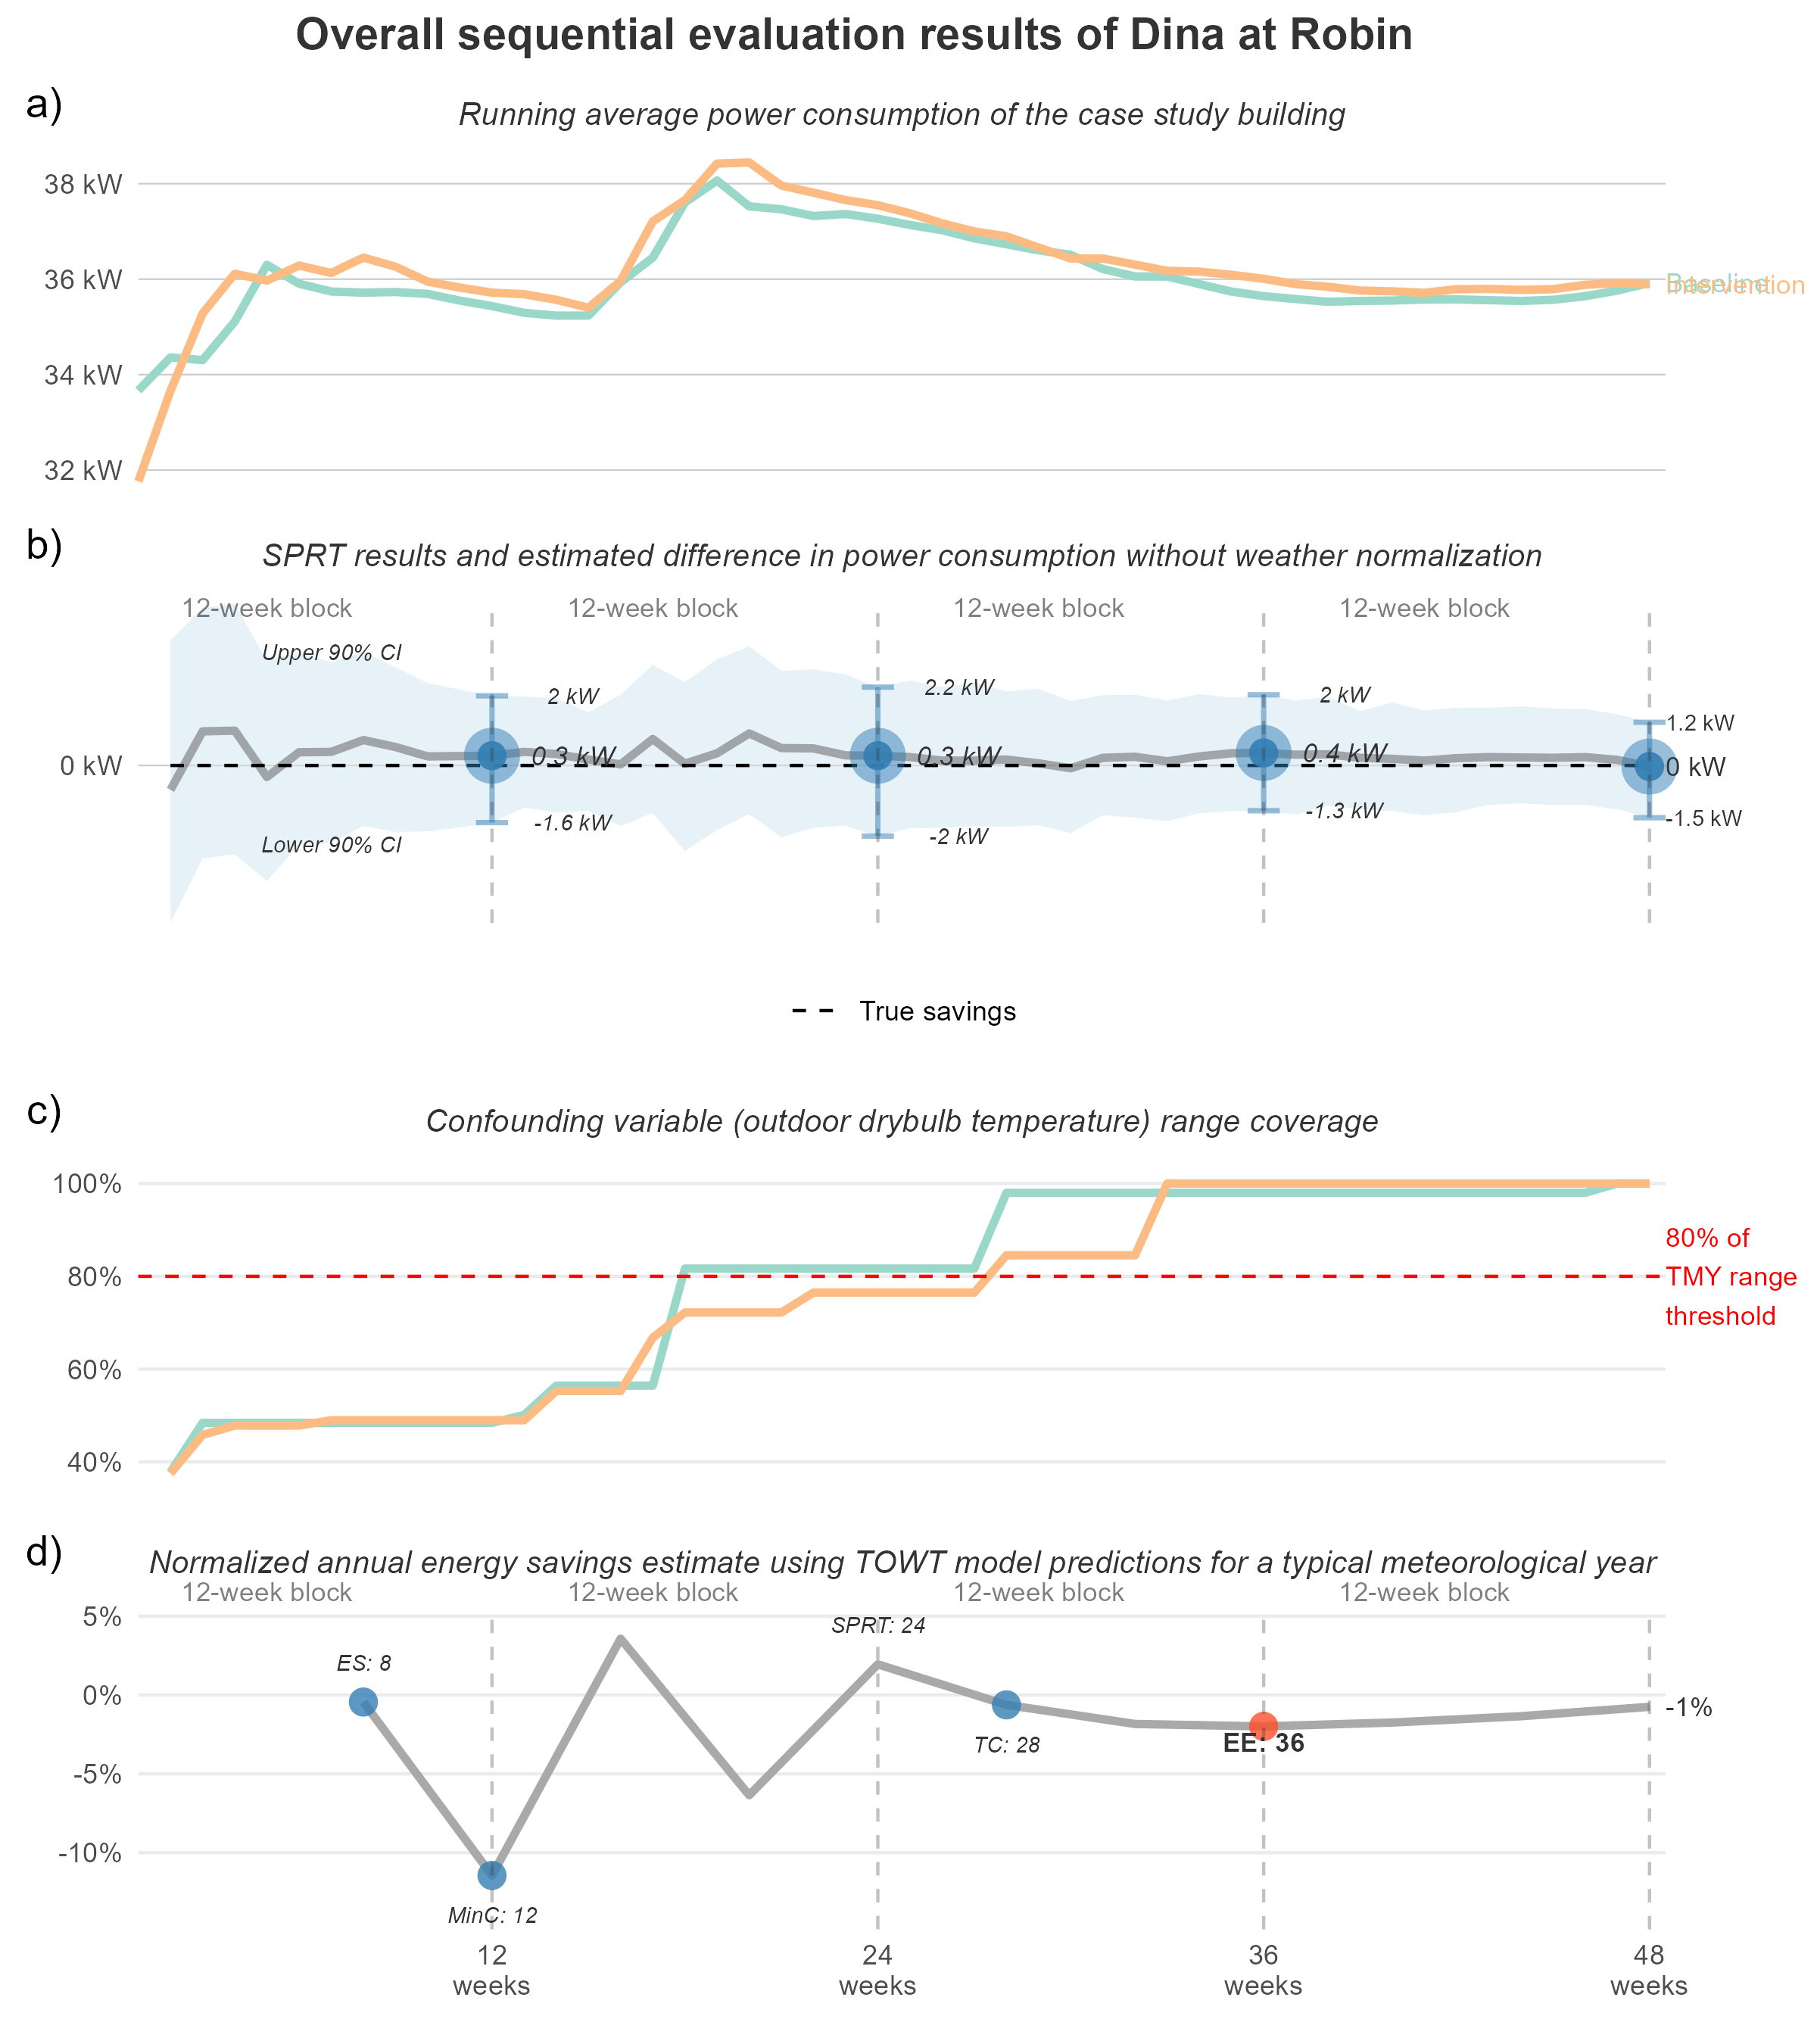 Overall sequential evaluation results of Dina at Robin
a)
Running average power consumption of the case study building
38 kW
36 kW
34 kW
32 kW
Baseline
Intervention
b)
SPRT results and estimated difference in power consumption without weather normalization
12-week block
12-week block
12-week block
12-week block
Upper 90% CI
2 kW
2.2 kW
2 kW
1.2 kW
0 kW
0.3 kW
0.3 kW
0.4 kW
0 kW
Lower 90% CI
-1.6 kW
-2 kW
-1.3 kW
-1.5 kW
True savings
c)
Confounding variable (outdoor drybulb temperature) range coverage
100%
80%
60%
40%
80% of
TMY range
threshold
d)
Normalized annual energy savings estimate using TOWT model predictions for a typical meteorological year
12-week block
12-week block
12-week block
12-week block
5%
0%
-5%
-10%
ES: 8
MinC: 12
SPRT: 24
TC: 28
EE: 36
-1%
12
weeks
24
weeks
36
weeks
48
weeks